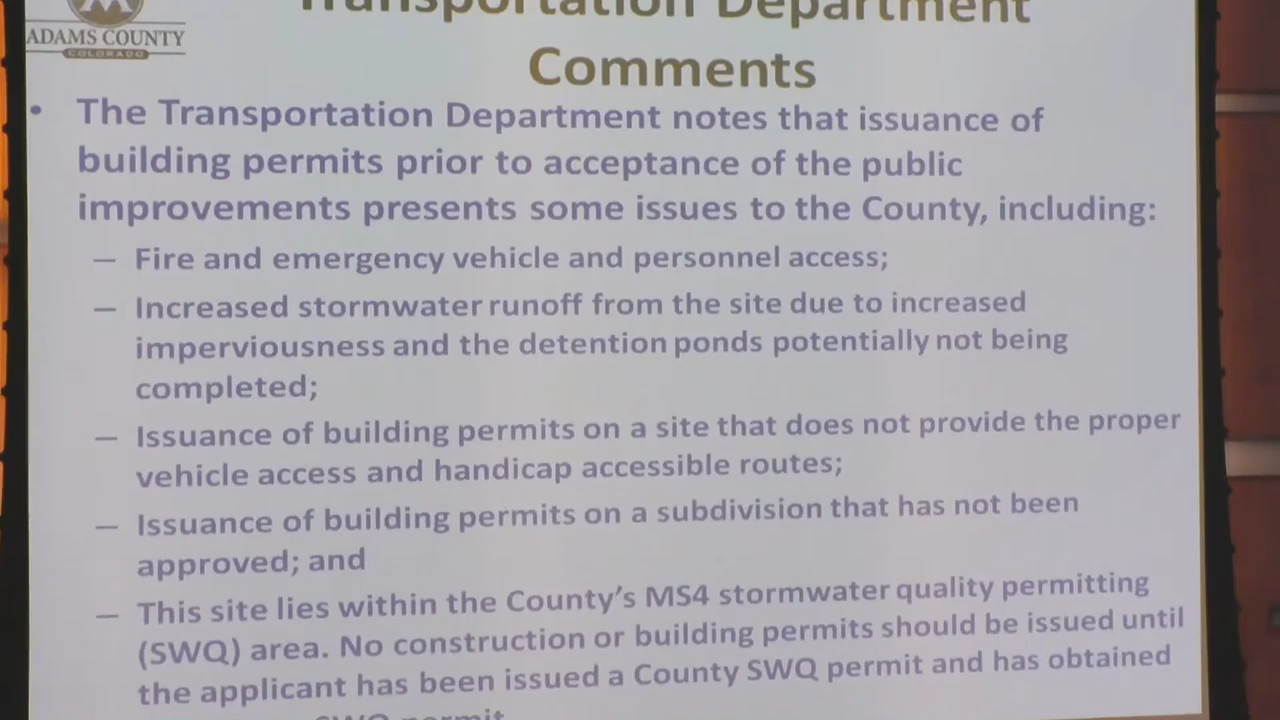 Transportation Department
ADAMS COUNTY
COLORADO
Comments
• The Transportation Department notes that issuance of
building permits prior to acceptance of the public
improvements presents some issues to the County, including:
— Fire and emergency vehicle and personnel access;
— Increased stormwater runoff from the site due to increased
imperviousness and the detention ponds potentially not being
completed;
— Issuance of building permits on a site that does not provide the proper
vehicle access and handicap accessible routes;
— Issuance of building permits on a subdivision that has not been
approved; and
— This site lies within the County's MS4 stormwater quality permitting
(SWQ) area. No construction or building permits should be issued until
the applicant has been issued a County SWQ permit and has obtained
SWQ permit